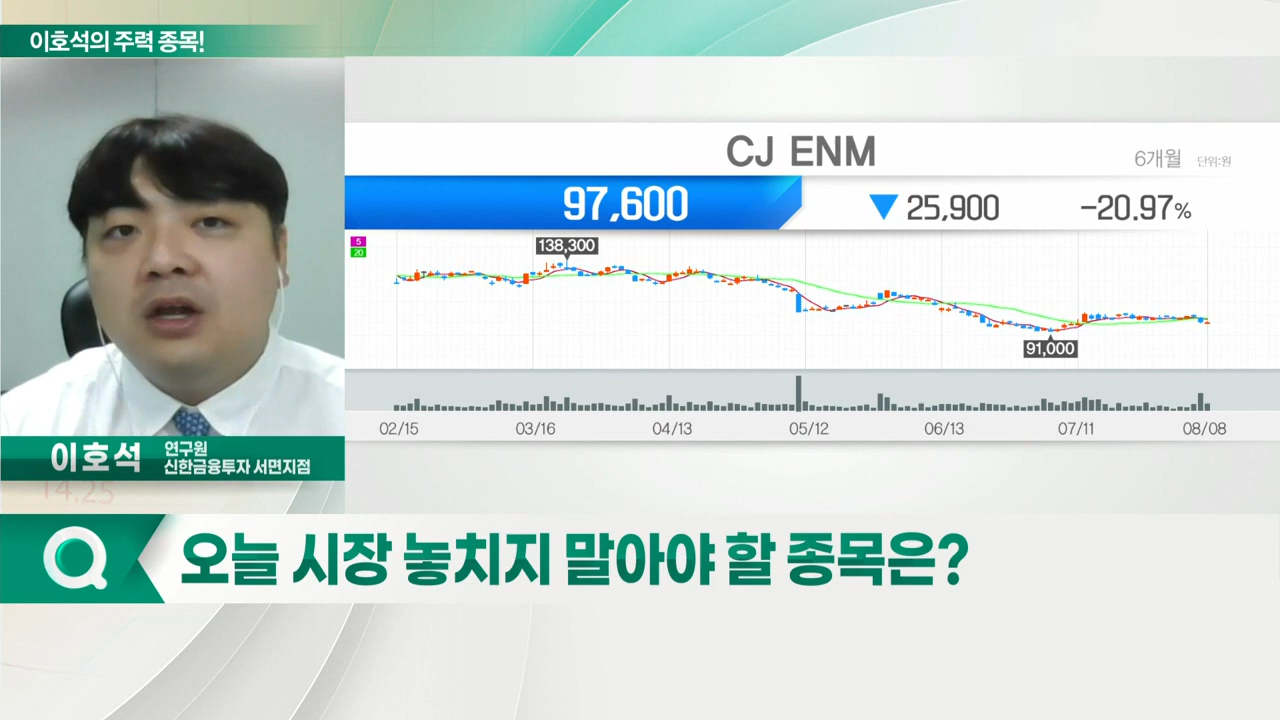 이호석의 주력 종목!
CJ ENM
6개월 단위:원
97,600 ▼25,900 -20.97%
5
20
138,300
91,000
02/15 03/16 04/13 05/12 06/13 07/11 08/08
이호석 연구원
신한금융투자 서면지점
14.25
Q 오늘 시장 놓치지 말아야 할 종목은?